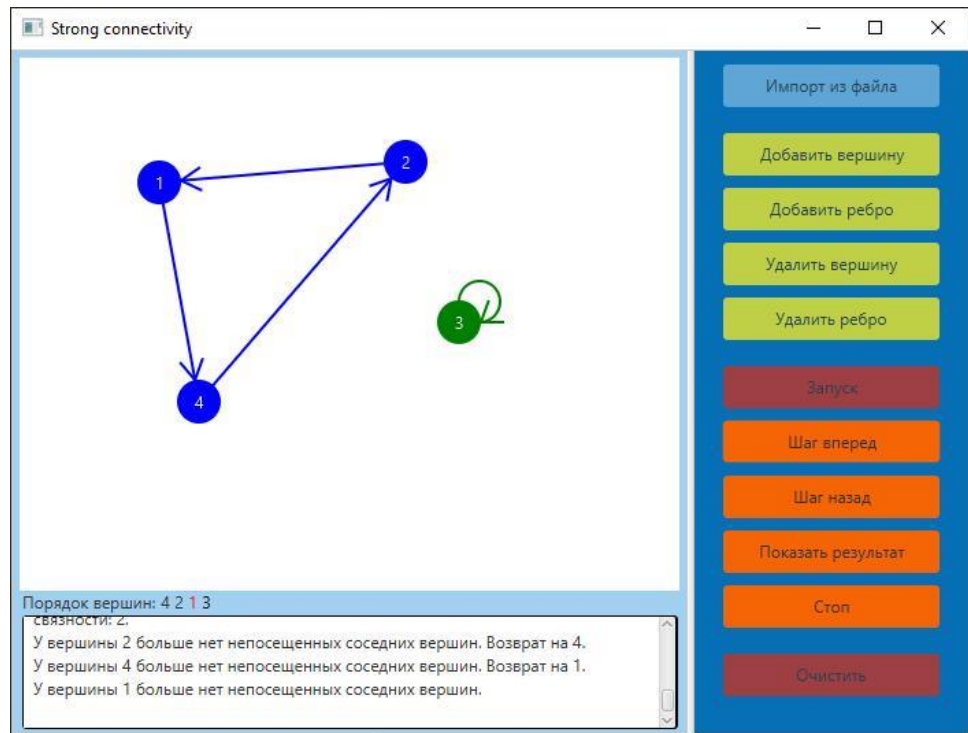 Strong connectivity
Импорт из файла
Добавить вершину
Добавить ребро
Удалить вершину
Удалить ребро
Запуск
Шаг вперед
Шаг назад
Показать результат
Стоп
Очистить
1
2
3
4
Порядок вершин: 4 2 1 3
связности: 2.
У вершины 2 больше нет непосещенных соседних вершин. Возврат на 4.
У вершины 4 больше нет непосещенных соседних вершин. Возврат на 1.
У вершины 1 больше нет непосещенных соседних вершин.